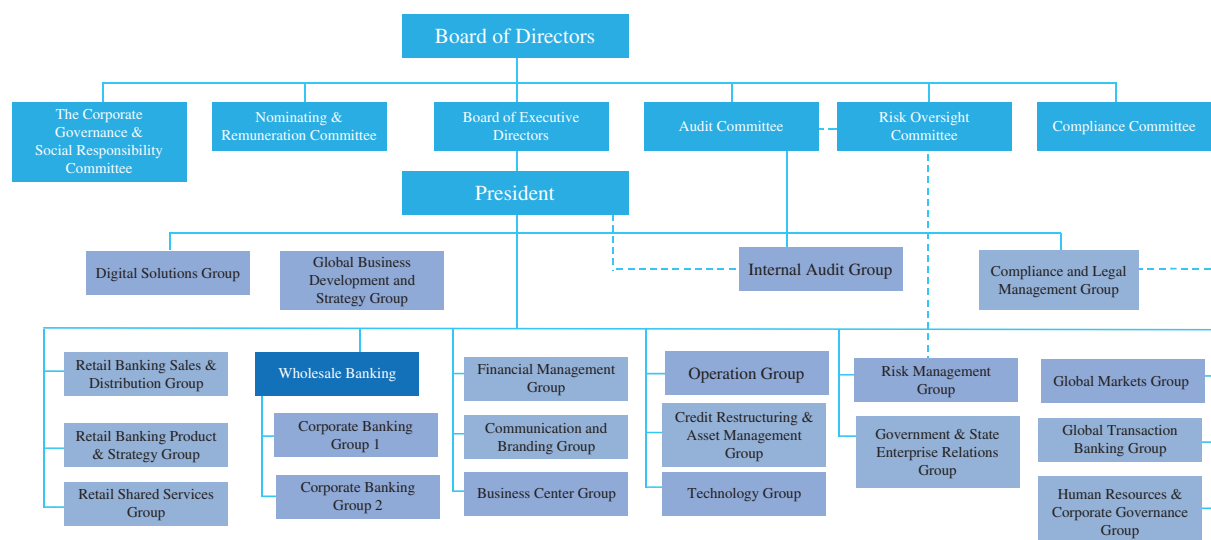 Board of Directors
The Corporate
Governance &
Social Responsibility
Committee
Nominating &
Remuneration Committee
Board of Executive
Directors
Audit Committee
Risk Oversight
Committee
Compliance Committee
President
Digital Solutions Group
Global Business
Development and
Strategy Group
Internal Audit Group
Compliance and Legal
Management Group
Retail Banking Sales &
Distribution Group
Wholesale Banking
Financial Management
Group
Operation Group
Risk Management
Group
Global Markets Group
Retail Banking Product
& Strategy Group
Corporate Banking
Group 1
Communication and
Branding Group
Credit Restructuring &
Asset Management
Group
Government & State
Enterprise Relations
Group
Global Transaction
Banking Group
Retail Shared Services
Group
Corporate Banking
Group 2
Business Center Group
Technology Group
Human Resources &
Corporate Governance
Group